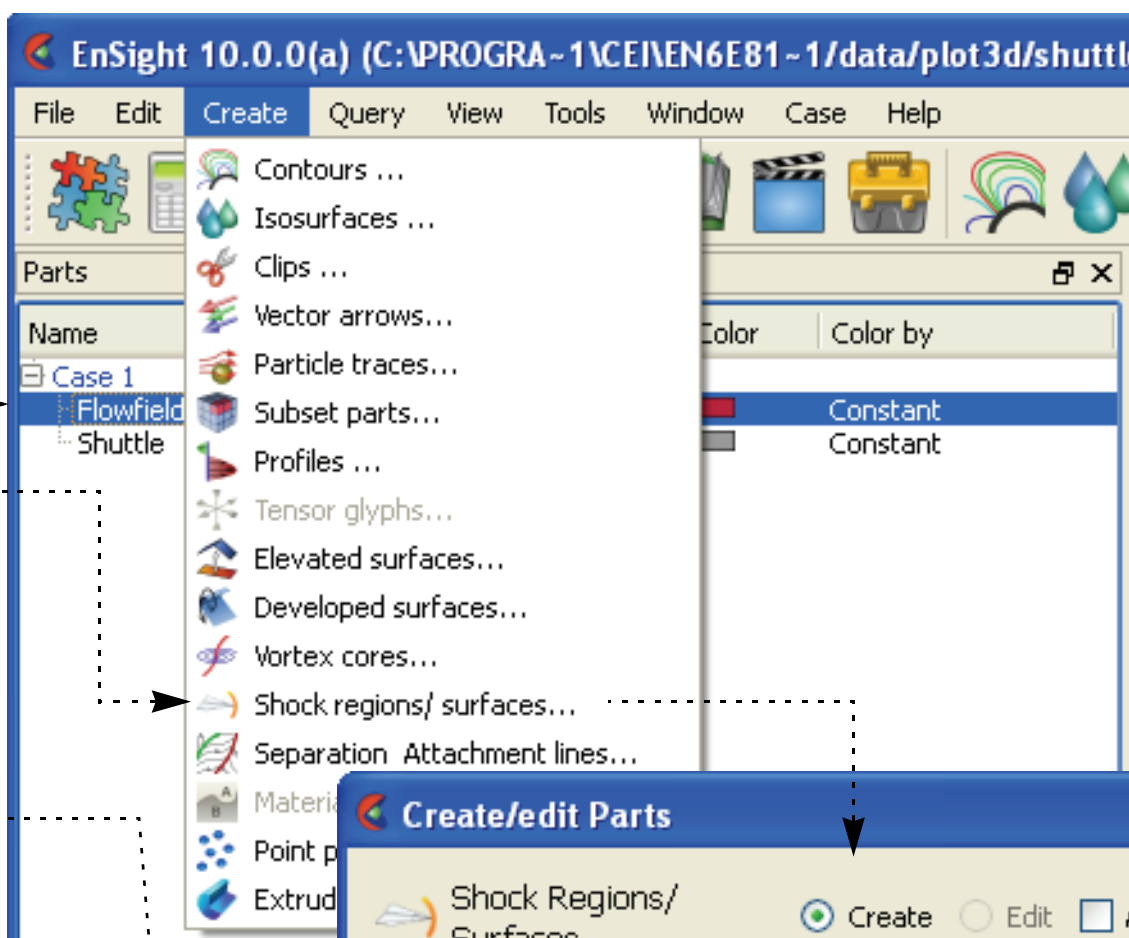 EnSight 10.0.0(a) (C:\PROGRA~1\CEI\EN6E81~1/data/plot3d/shuttl
File Edit Create Query View Tools Window Case Help
Contours ...
Isosurfaces ...
Clips ...
Vector arrows...
Particle traces...
Subset parts...
Profiles ...
Tensor glyphs...
Elevated surfaces...
Developed surfaces...
Vortex cores...
Shock regions/ surfaces...
Separation Attachment lines...
Materia
Point p
Extrud
Parts
Name Color Color by
Case 1
Flowfield Constant
Shuttle Constant
Create/edit Parts
Shock Regions/
Surfaces
Create Edit